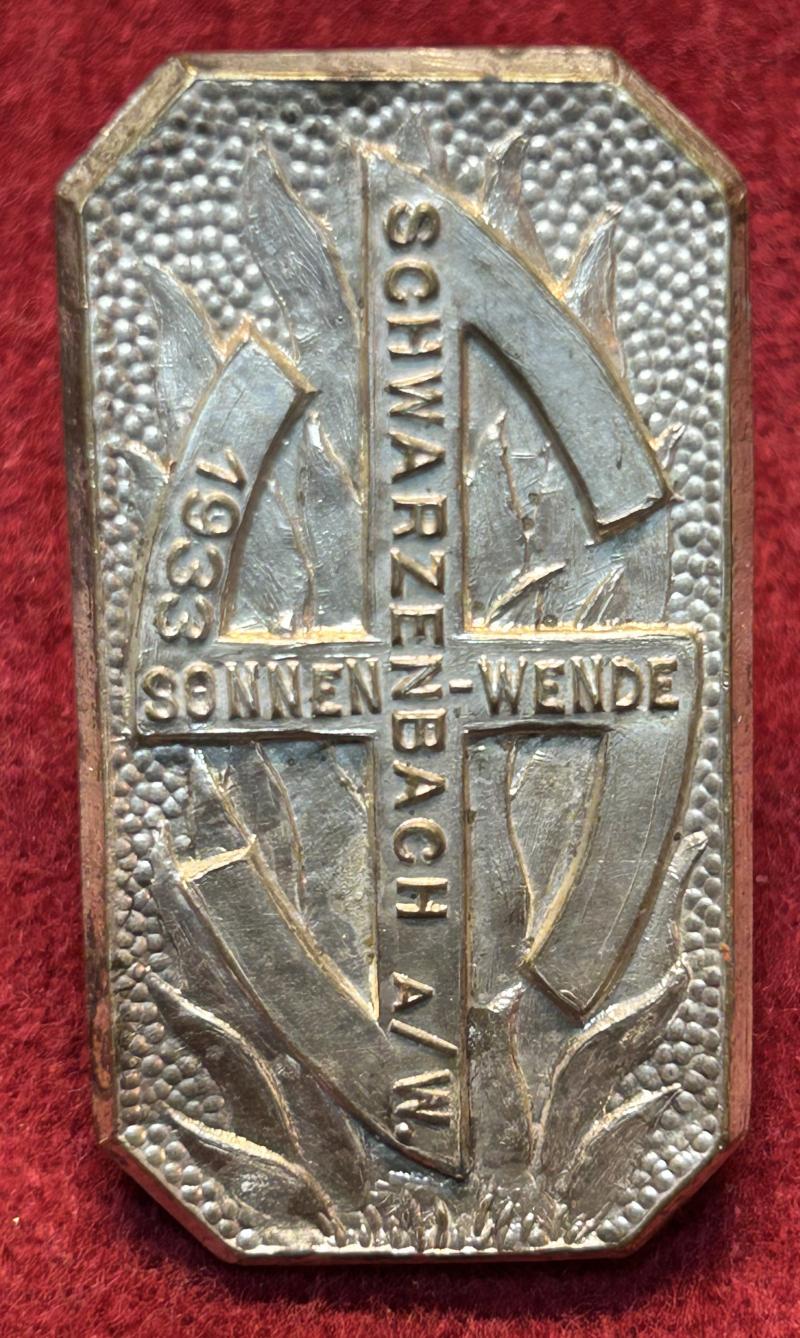 SCHWARZENBACH A/W.
1933
SONNEN-WENDE